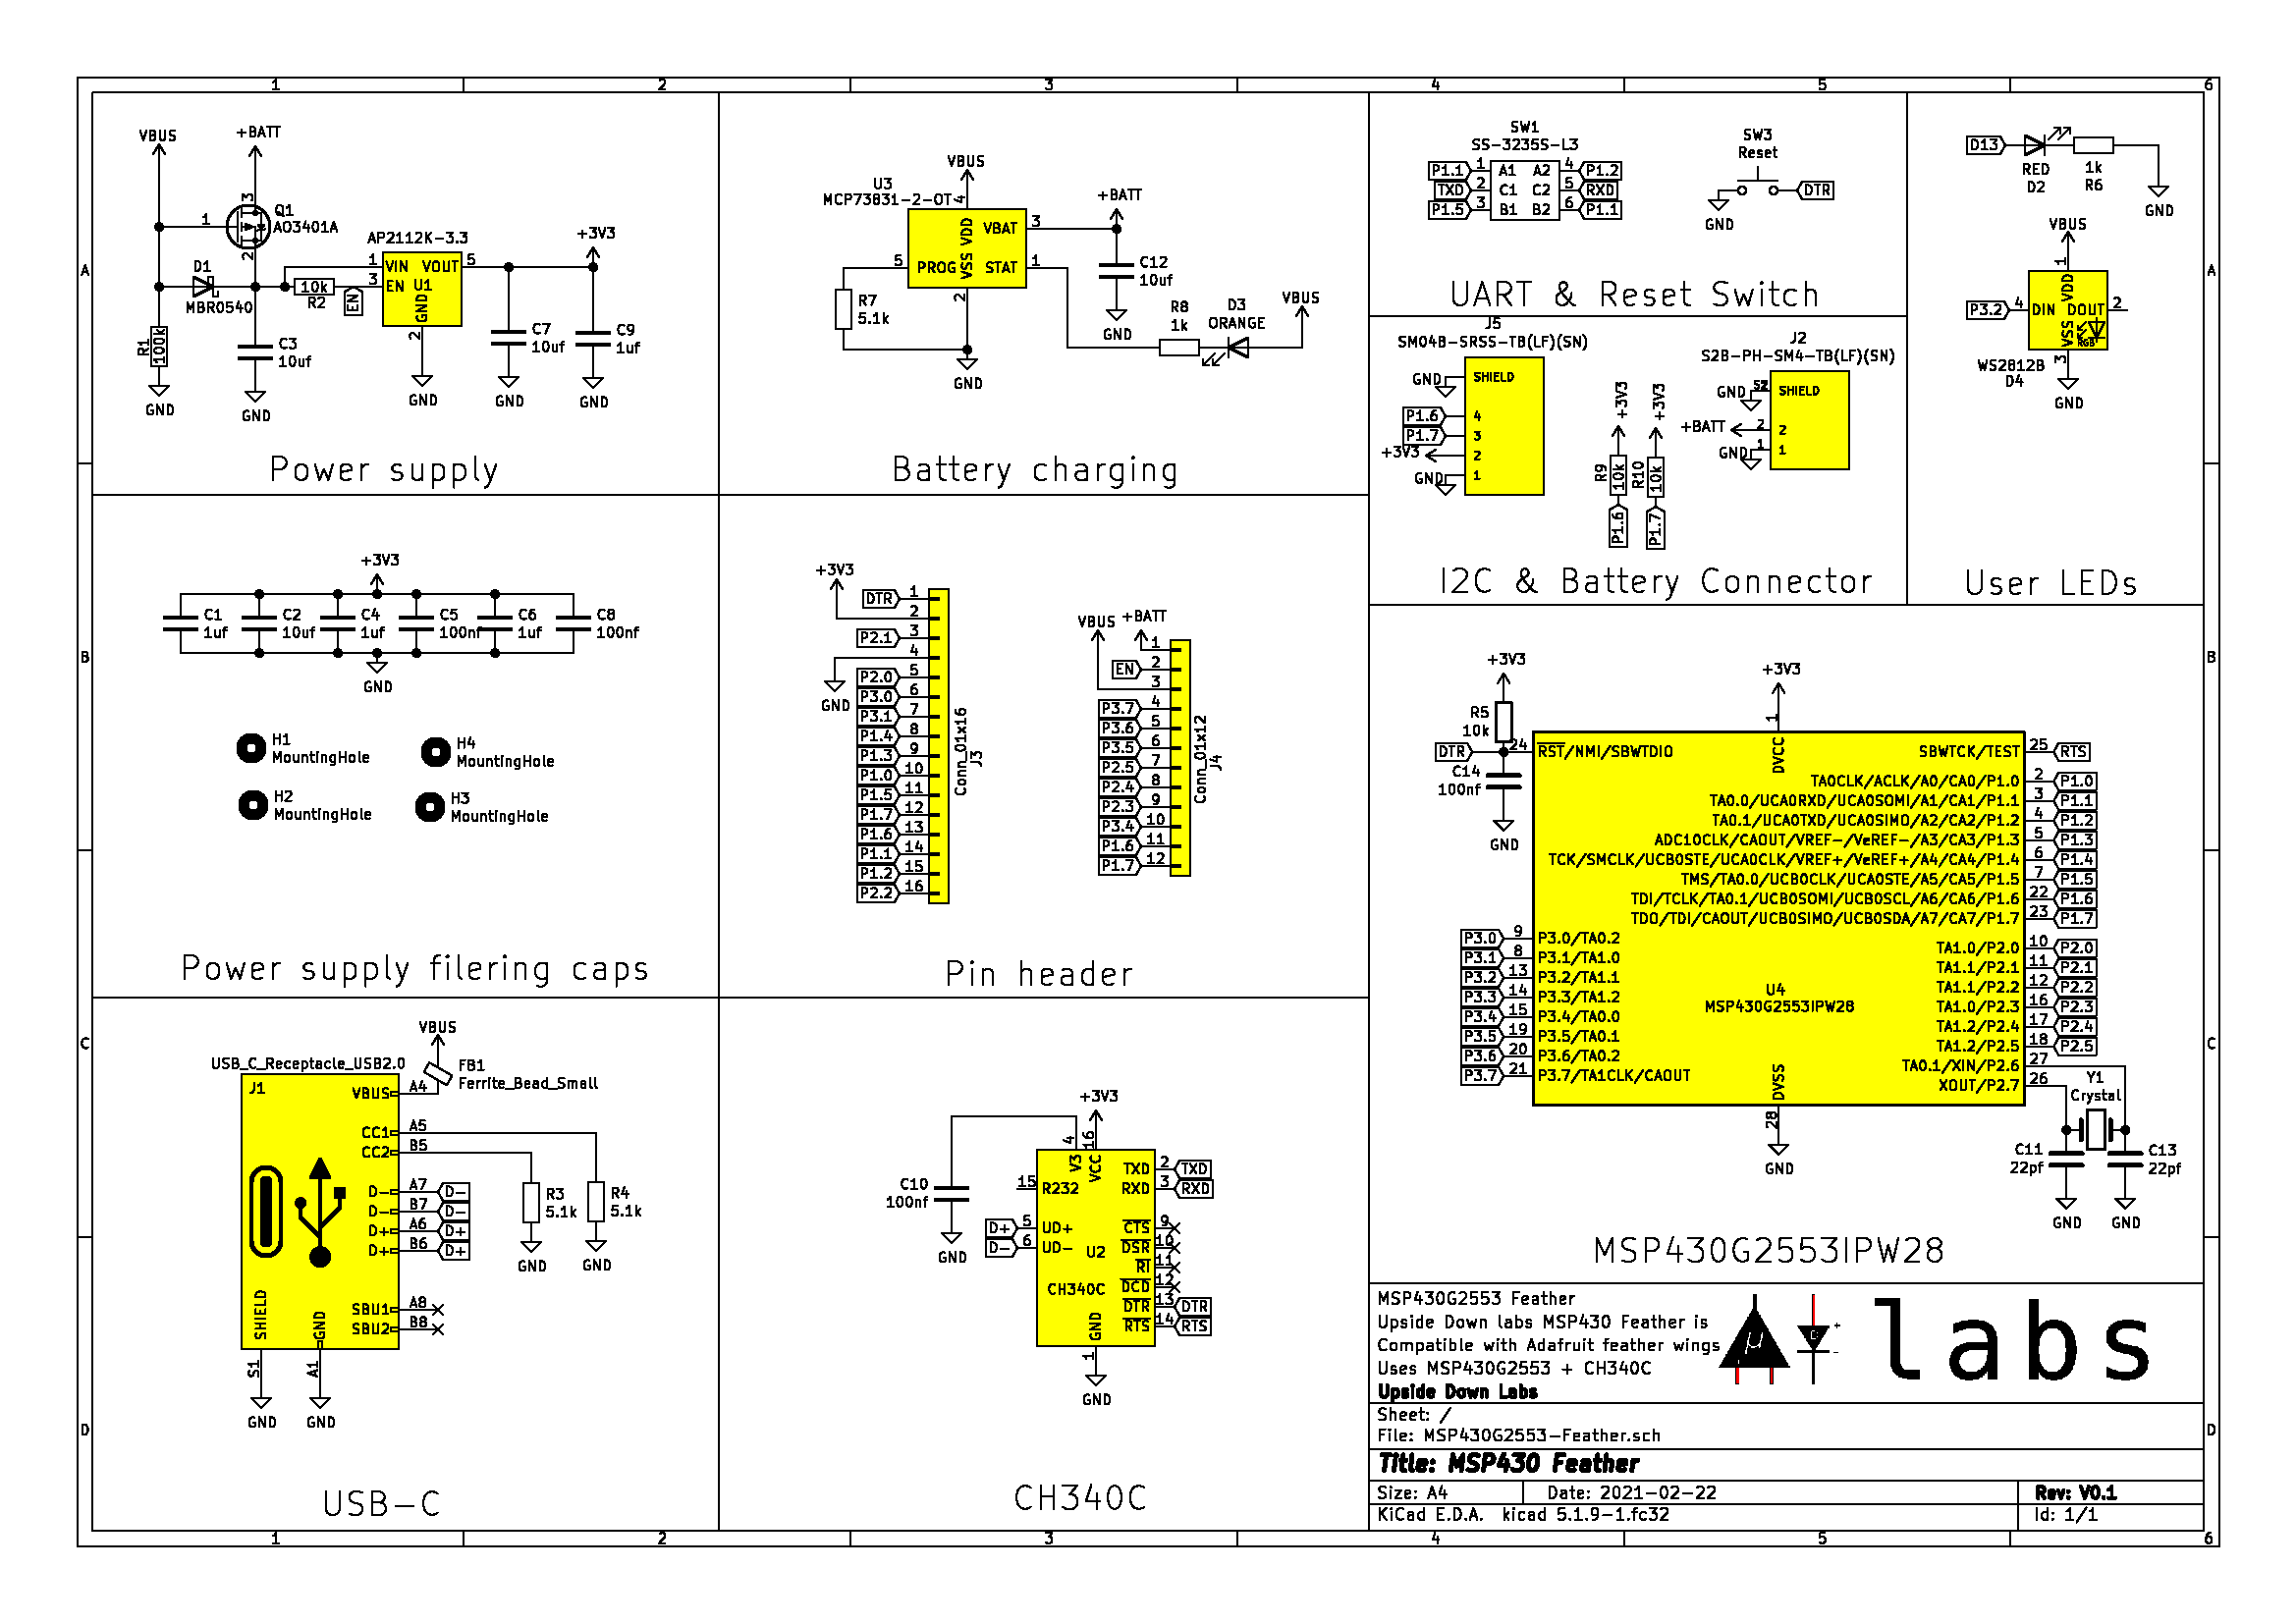 1 2 3 4 5 6
A
B
C
D
VBUS
+BATT
3
1
Q1
AO3401A
2
D1
MBR0540
R1
100k
GND
C3
10uf
GND
10k
R2
EN
AP2112K-3.3
1 VIN VOUT 5
3 EN U1
GND
2
GND
+3V3
C7
10uf
GND
C9
1uf
GND
Power supply
VBUS
U3
MCP73831-2-OT
4
VDD
VBAT 3
5 PROG
VSS
STAT 1
2
R7
5.1k
GND
+BATT
C12
10uf
GND
R8
1k
D3
ORANGE
VBUS
Battery charging
SW1
SS-3235S-L3
P1.1 1 A1 A2 4 P1.2
TXD 2 C1 C2 5 RXD
P1.5 3 B1 B2 6 P1.1
SW3
Reset
DTR
GND
UART & Reset Switch
D13
RED
D2
1k
R6
GND
VBUS
1
VDD
P3.2 4 DIN DOUT 2
VSS
RGB
3
WS2812B
D4
GND
User LEDs
J5
SM04B-SRSS-TB(LF)(SN)
GND SHIELD
P1.6 4
P1.7 3
+3V3 2
GND 1
+3V3
R9
10k
P1.6
+3V3
R10
10k
P1.7
J2
S2B-PH-SM4-TB(LF)(SN)
GND S2 SHIELD
+BATT 2 2
GND 1 1
I2C & Battery Connector
+3V3
C1
1uf
C2
10uf
C4
1uf
C5
100nf
C6
1uf
C8
100nf
GND
H1
MountingHole
H4
MountingHole
H2
MountingHole
H3
MountingHole
Power supply filering caps
+3V3
DTR 1
2
P2.1 3
4
GND
P2.0 5
P3.0 6
P3.1 7
P1.4 8
P1.3 9
P1.0 10
P1.5 11
P1.7 12
P1.6 13
P1.1 14
P1.2 15
P2.2 16
Conn_01x16
J3
VBUS
+BATT
1
EN 2
3
P3.7 4
P3.6 5
P3.5 6
P2.5 7
P2.4 8
P2.3 9
P3.4 10
P1.6 11
P1.7 12
Conn_01x12
J4
Pin header
+3V3
R5
10k
DTR 24 RST/NMI/SBWTDIO
C14
100nf
GND
+3V3
1
DVCC
SBWTCK/TEST 25 RTS
TA0CLK/ACLK/A0/CA0/P1.0 2 P1.0
TA0.0/UCA0RXD/UCA0SOMI/A1/CA1/P1.1 3 P1.1
TA0.1/UCA0TXD/UCA0SIMO/A2/CA2/P1.2 4 P1.2
ADC10CLK/CAOUT/VREF-/VeREF-/A3/CA3/P1.3 5 P1.3
TCK/SMCLK/UCB0STE/UCA0CLK/VREF+/VeREF+/A4/CA4/P1.4 6 P1.4
TMS/TA0.0/UCB0CLK/UCA0STE/A5/CA5/P1.5 7 P1.5
TDI/TCLK/TA0.1/UCB0SOMI/UCB0SCL/A6/CA6/P1.6 22 P1.6
TDO/TDI/CAOUT/UCB0SIMO/UCB0SDA/A7/CA7/P1.7 23 P1.7
P3.0 9 P3.0/TA0.2
P3.1 8 P3.1/TA1.0
P3.2 13 P3.2/TA1.1
P3.3 14 P3.3/TA1.2
P3.4 15 P3.4/TA0.0
P3.5 19 P3.5/TA0.1
P3.6 20 P3.6/TA0.2
P3.7 21 P3.7/TA1CLK/CAOUT
TA1.0/P2.0 10 P2.0
TA1.1/P2.1 11 P2.1
TA1.1/P2.2 12 P2.2
TA1.0/P2.3 16 P2.3
TA1.2/P2.4 17 P2.4
TA1.2/P2.5 18 P2.5
TA0.1/XIN/P2.6 27
XOUT/P2.7 26
U4
MSP430G2553IPW28
DVSS
28
GND
Y1
Crystal
C11
22pf
C13
22pf
GND
GND
MSP430G2553IPW28
VBUS
USB_C_Receptacle_USB2.0
FB1
Ferrite_Bead_Small
J1
VBUS A4
CC1 A5
CC2 B5
D- A7 D-
D- B7 D-
D+ A6 D+
D+ B6 D+
SBU1 A8
SBU2 B8
SHIELD
GND
S1
A1
GND
GND
R3
5.1k
R4
5.1k
GND
GND
USB-C
+3V3
C10
100nf
GND
4
16
V3
VCC
15 R232
D+ 5 UD+
D- 6 UD-
TXD 2 TXD
RXD 3 RXD
CTS 9
DSR 10
RI 11
DCD 12
DTR 13 DTR
RTS 14 RTS
U2
CH340C
GND
1
GND
CH340C
MSP430G2553 Feather
Upside Down labs MSP430 Feather is
Compatible with Adafruit feather wings
Uses MSP430G2553 + CH340C
Upside Down Labs
μ C + - labs
Sheet: /
File: MSP430G2553-Feather.sch
Title: MSP430 Feather
Size: A4 Date: 2021-02-22 Rev: V0.1
KiCad E.D.A. kicad 5.1.9-1.fc32 Id: 1/1
1 2 3 4 5 6
A
B
C
D